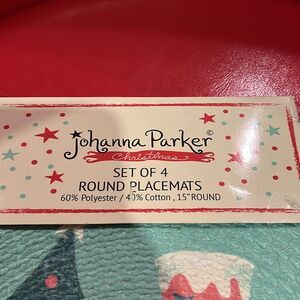 Johanna Parker©
Christmas
SET OF 4
ROUND PLACEMATS
60% Polyester / 40% Cotton , 15" ROUND